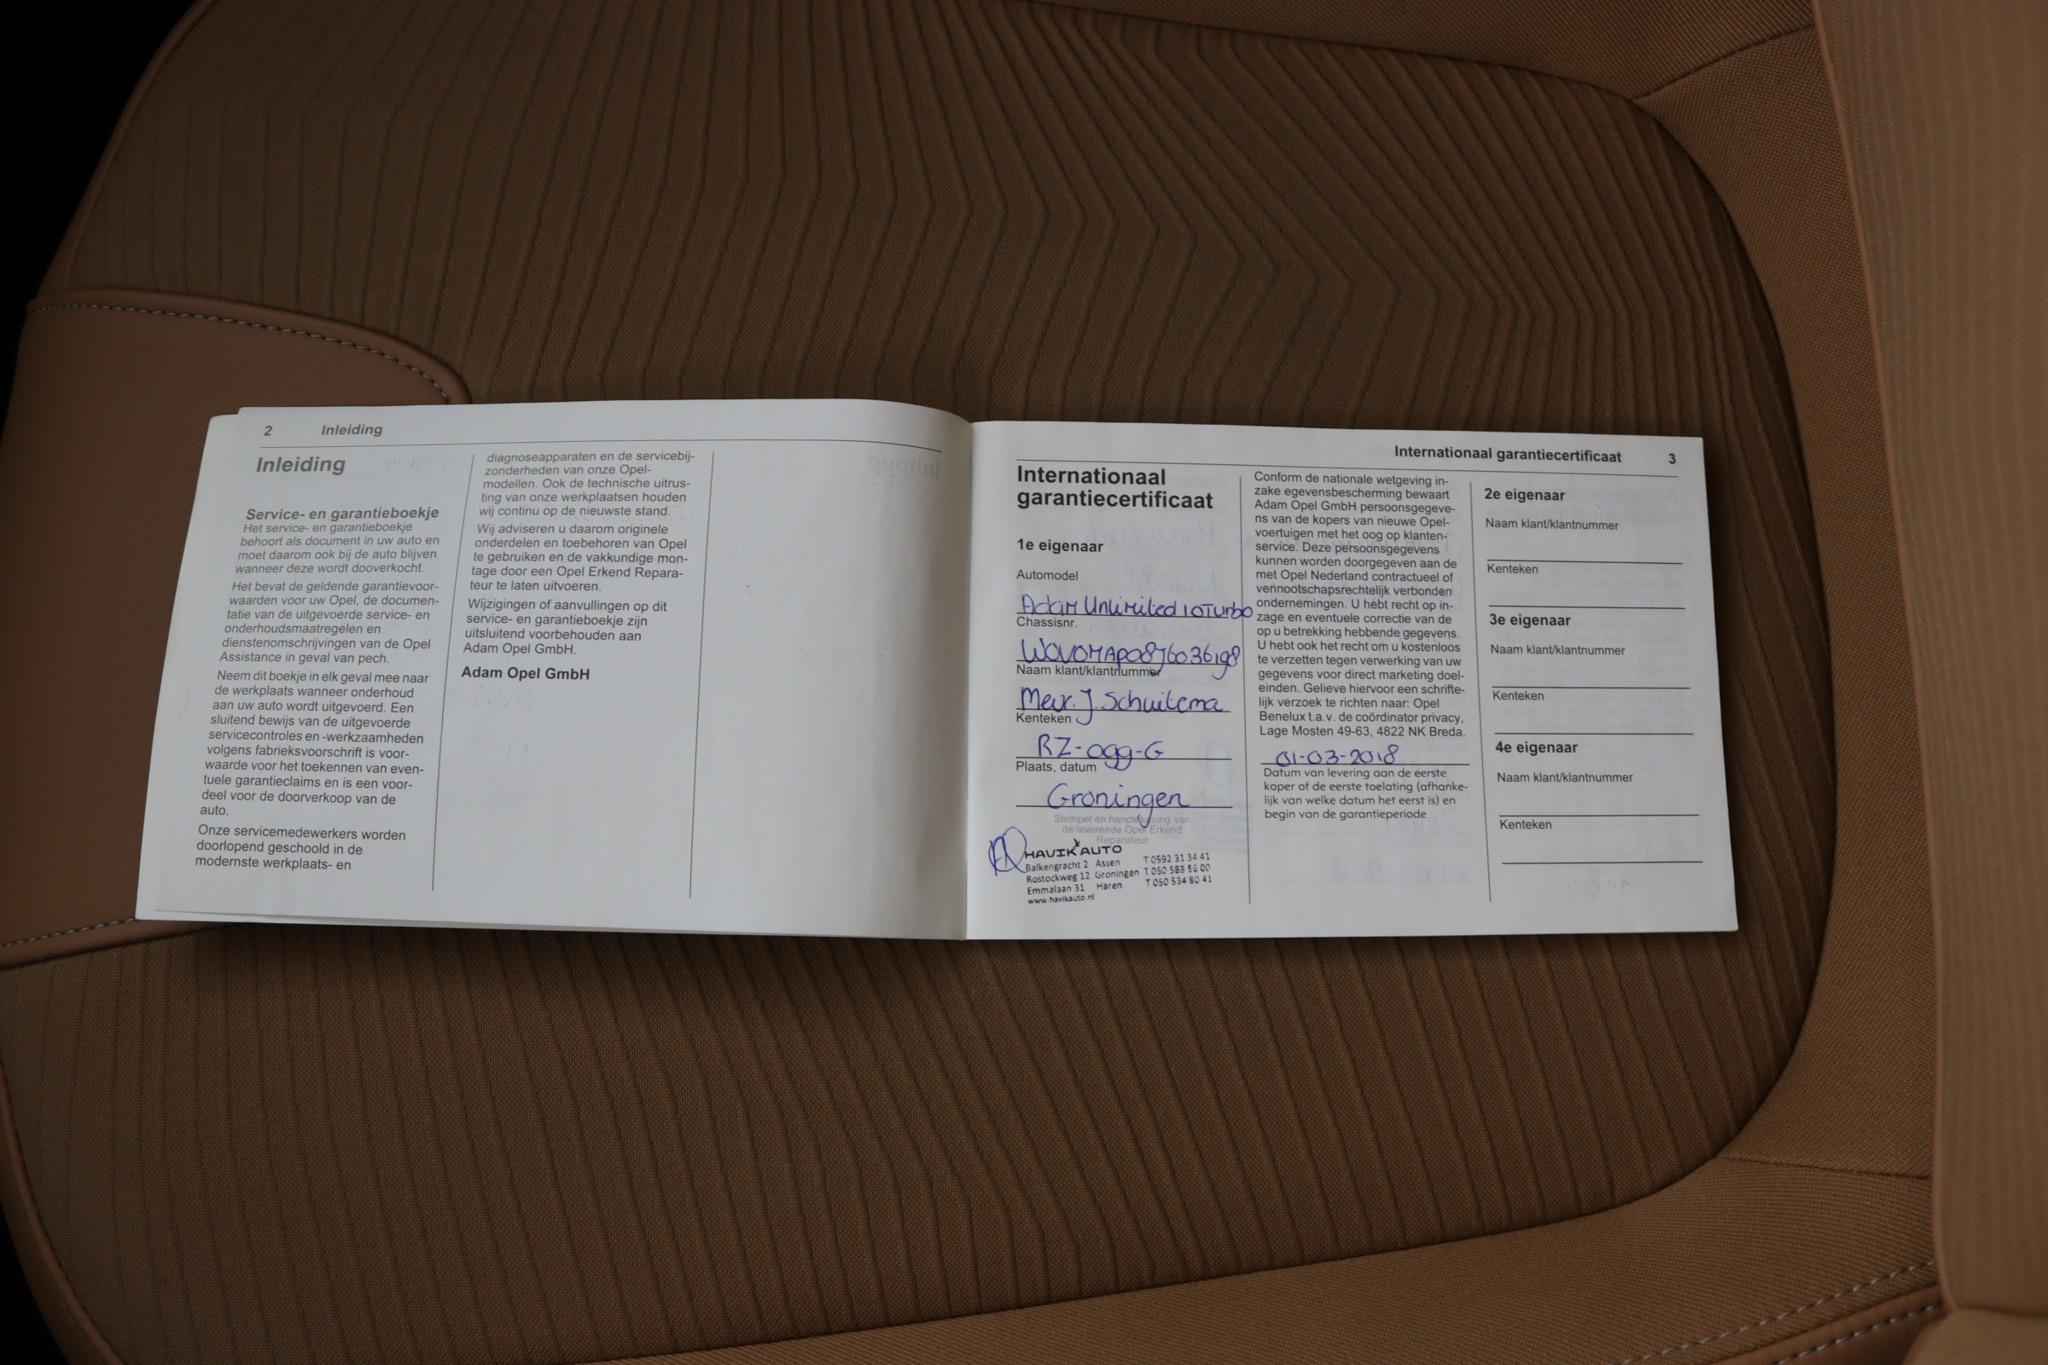 2 Inleiding
Inleiding
Service- en garantieboekje
Het service- en garantieboekje
behoort als document in uw auto en
moet daarom ook bij de auto blijven
wanneer deze wordt dooverkocht.
Het bevat de geldende garantievoor-
waarden voor uw Opel, de documen-
tatie van de uitgevoerde service- en
onderhoudsmaatregelen en
dienstenomschrijvingen van de Opel
Assistance in geval van pech.
Neem dit boekje in elk geval mee naar
de werkplaats wanneer onderhoud
aan uw auto wordt uitgevoerd. Een
sluitend bewijs van de uitgevoerde
servicecontroles en -werkzaamheden
volgens fabrieksvoorschrift is voor-
waarde voor het toekennen van even-
tuele garantieclaims en is een voor-
deel voor de doorverkoop van de
auto.
Onze servicemedewerkers worden
doorlopend geschoold in de
modernste werkplaats- en
diagnoseapparaten en de servicebij-
zonderheden van onze Opel-
modellen. Ook de technische uitrus-
ting van onze werkplaatsen houden
wij continu op de nieuwste stand.
Wij adviseren u daarom originele
onderdelen en toebehoren van Opel
te gebruiken en de vakkundige mon-
tage door een Opel Erkend Repara-
teur te laten uitvoeren.
Wijzigingen of aanvullingen op dit
service- en garantieboekje zijn
uitsluitend voorbehouden aan
Adam Opel GmbH.
Adam Opel GmbH
Internationaal garantiecertificaat 3
Internationaal
garantiecertificaat
1e eigenaar
Automodel
Adam Unlimited 10Turbo
Chassisnr.
W0V0MAP08J6036198
Naam klant/klantnummer
Mevr. J. Schuitema
Kenteken
RZ-099-G
Plaats, datum
Groningen
Stempel en handtekening van
de leverende Opel Erkend
Reparateur
HAVIK AUTO
Balkengracht 2 Assen T 0592 31 34 41
Rostockweg 12 Groningen T 050 588 58 00
Emmalaan 31 Haren T 050 534 80 41
www.havikauto.nl
Conform de nationale wetgeving in-
zake egevensbescherming bewaart
Adam Opel GmbH persoonsgegeve-
ns van de kopers van nieuwe Opel-
voertuigen met het oog op klanten-
service. Deze persoonsgegevens
kunnen worden doorgegeven aan de
met Opel Nederland contractueel of
vennootschapsrechtelijk verbonden
ondernemingen. U hebt recht op in-
zage en eventuele correctie van de
op u betrekking hebbende gegevens.
U hebt ook het recht om u kostenloos
te verzetten tegen verwerking van uw
gegevens voor direct marketing doel-
einden. Gelieve hiervoor een schrifte-
lijk verzoek te richten naar: Opel
Benelux t.a.v. de coördinator privacy,
Lage Mosten 49-63, 4822 NK Breda.
01-03-2018
Datum van levering aan de eerste
koper of de eerste toelating (afhanke-
lijk van welke datum het eerst is) en
begin van de garantieperiode
2e eigenaar
Naam klant/klantnummer
Kenteken
3e eigenaar
Naam klant/klantnummer
Kenteken
4e eigenaar
Naam klant/klantnummer
Kenteken